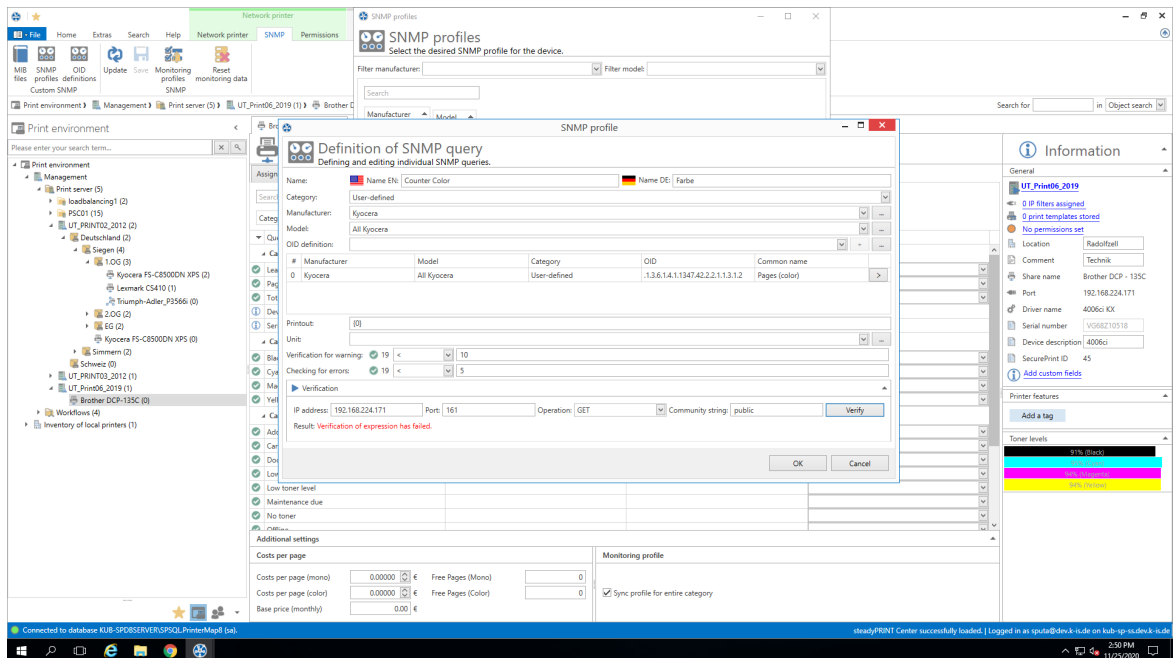 Network printer
SNMP profiles
File
Home
Extras
Search
Help
Network printer
SNMP
Permissions
SNMP profiles
Select the desired SNMP profile for the device.
MIB files
SNMP profiles
OID definitions
Update
Save
Monitoring profiles
Reset monitoring data
Custom SNMP
SNMP
Filter manufacturer:
Filter model:
Search
Manufacturer
Model
Print environment
Management
Print server (5)
UT_Print06_2019 (1)
Brother D
Search for
in
Object search
Print environment
Please enter your search term...
Print environment
Management
Print server (5)
loadbalancing1 (2)
PSC01 (15)
UT_PRINT02_2012 (2)
Deutschland (2)
Siegen (4)
1.OG (3)
Kyocera FS-C8500DN XPS (2)
Lexmark CS410 (1)
Triumph-Adler_P3566i (0)
2.OG (2)
EG (2)
Kyocera FS-C8500DN XPS (0)
Simmern (2)
Schweiz (0)
UT_PRINT03_2012 (1)
UT_Print06_2019 (1)
Brother DCP-135C (0)
Workflows (4)
Inventory of local printers (1)
SNMP profile
Definition of SNMP query
Defining and editing individual SNMP queries.
Name:
Name EN:
Counter Color
Name DE:
Farbe
Category:
User-defined
Manufacturer:
Kyocera
...
Model:
All Kyocera
...
OID definition:
+
...
# Manufacturer Model Category OID Common name
0 Kyocera All Kyocera User-defined .1.3.6.1.4.1.1347.42.2.2.1.1.3.1.2 Pages (color) >
Printout:
{0}
Unit:
...
Verification for warning:
19 < 10
Checking for errors:
19 < 5
Verification
IP address: 192.168.224.171 Port: 161 Operation: GET Community string: public Verify
Result: Verification of expression has failed.
OK
Cancel
Low toner level
Maintenance due
No toner
Offline
Additional settings
Costs per page
Monitoring profile
Costs per page (mono) 0.00000 € Free Pages (Mono) 0
Costs per page (color) 0.00000 € Free Pages (Color) 0
Sync profile for entire category
Base price (monthly) 0.00 €
Information
General
UT_Print06_2019
0 IP filters assigned
0 print templates stored
No permissions set
Location Radolfzell
Comment Technik
Share name Brother DCP - 135C
Port 192.168.224.171
Driver name 4006ci KX
Serial number VG68Z10518
Device description 4006ci
SecurePrint ID 45
Add custom fields
Printer features
Add a tag
Toner levels
91% (Black)
94% (Magenta)
94% (Yellow)
Connected to database KUB-SPDBSERVER\SPSQL.PrinterMap8 (sa).
steadyPRINT Center successfully loaded. | Logged in as sputa@dev.k-is.de on kub-sp-ss.dev.k-is.de
2:50 PM
11/25/2020